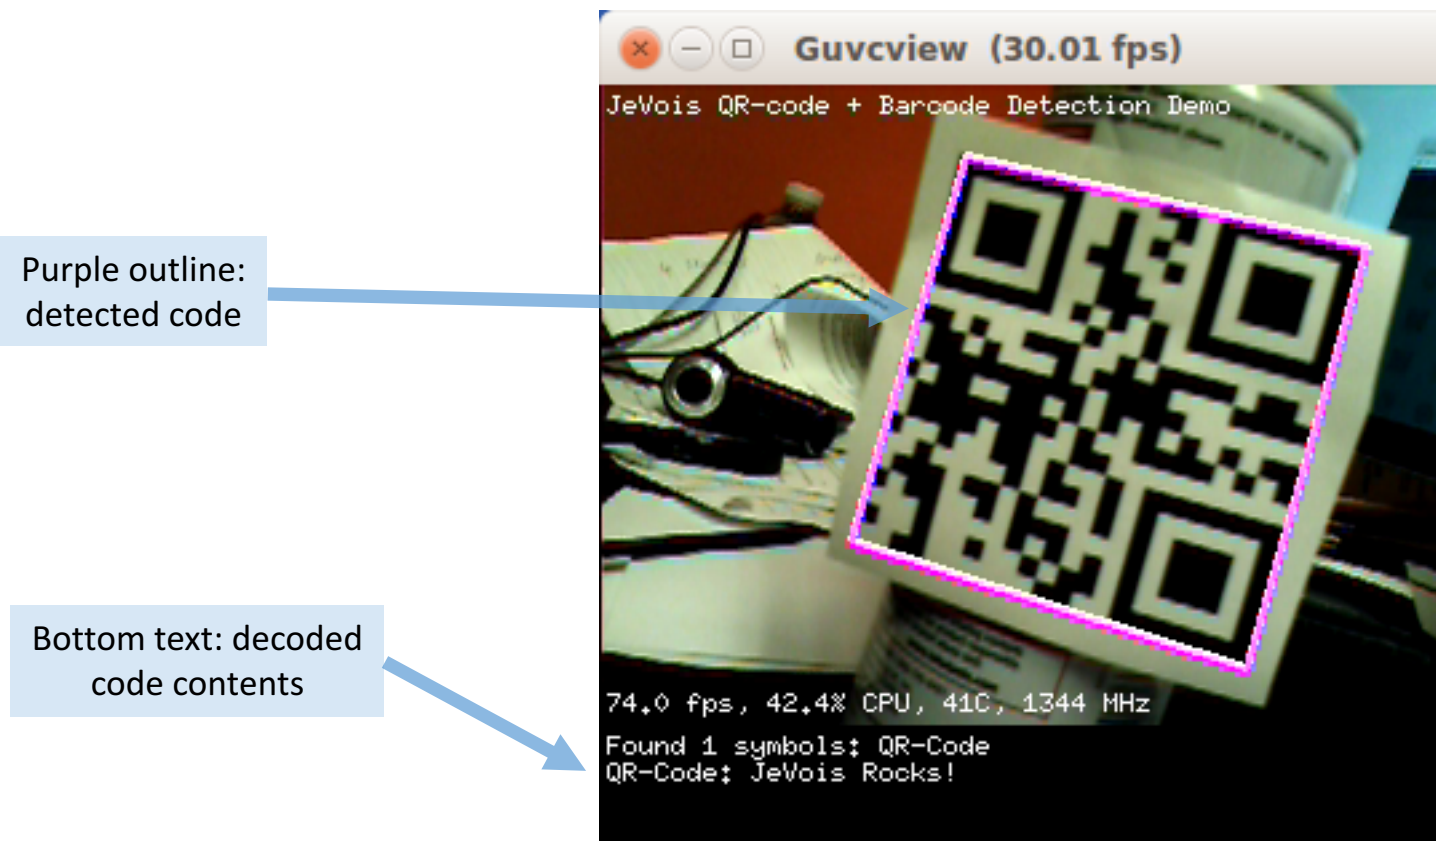 Guvcview (30.01 fps)
JeVois QR-code + Barcode Detection Demo
Purple outline:
detected code
Bottom text: decoded
code contents
74.0 fps, 42.4% CPU, 41C, 1344 MHz
Found 1 symbols: QR-Code
QR-Code: JeVois Rocks!